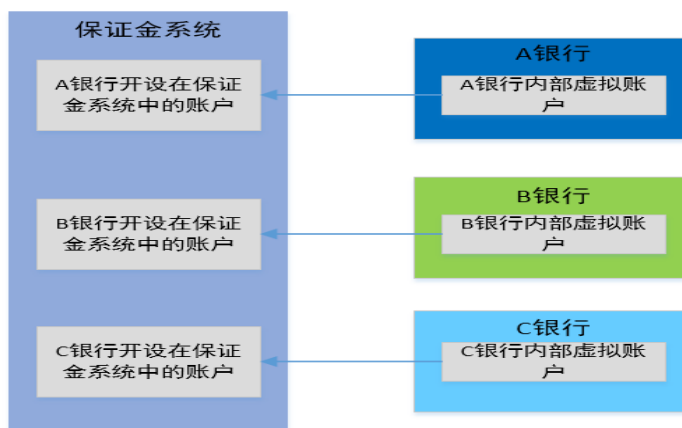 保证金系统
A银行开设在保证
金系统中的账户
B银行开设在保证
金系统中的账户
C银行开设在保证
金系统中的账户
A银行
A银行内部虚拟账
户
B银行
B银行内部虚拟账
户
C银行
C银行内部虚拟账
户